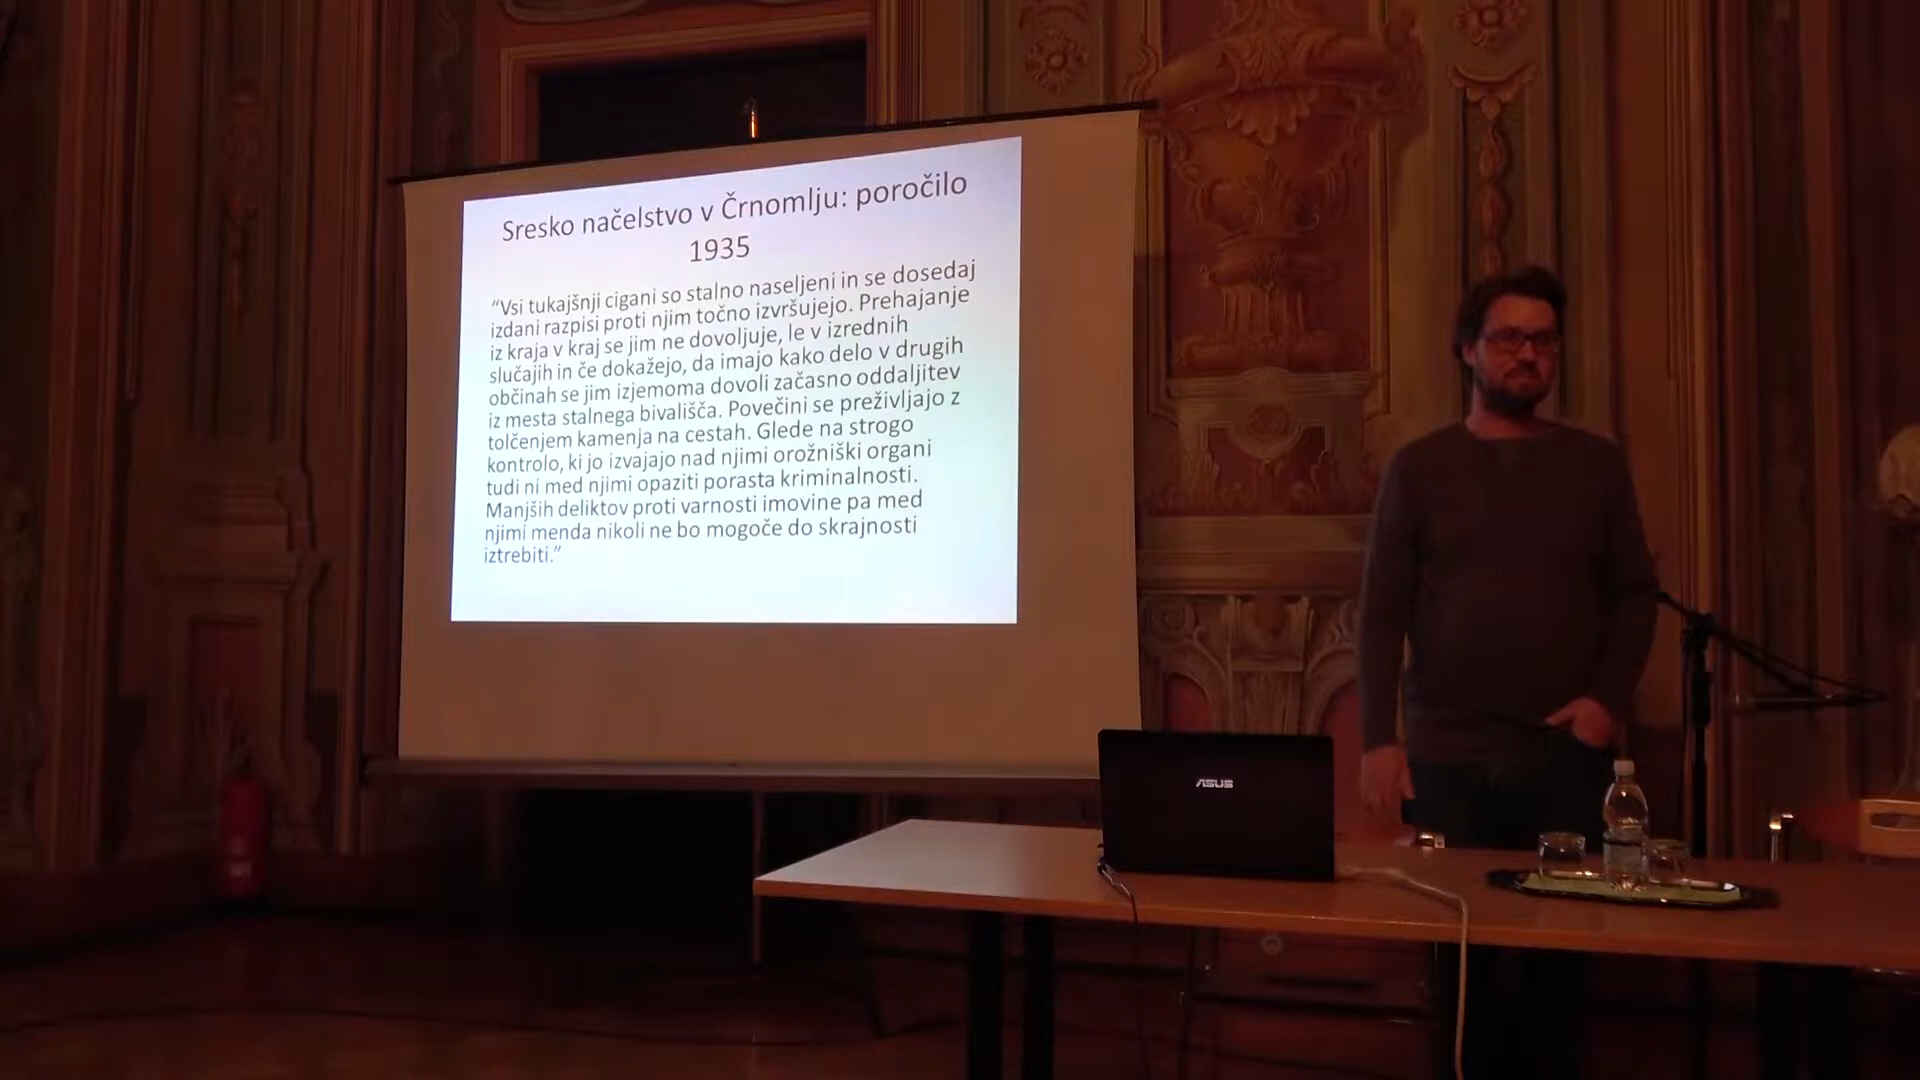 Sresko načelstvo v Črnomlju: poročilo
1935
“Vsi tukajšnji cigani so stalno naseljeni in se dosedaj
izdani razpisi proti njim točno izvršujejo. Prehajanje
iz kraja v kraj se jim ne dovoljuje, le v izrednih
slučajih in če dokažejo, da imajo kako delo v drugih
občinah se jim izjemoma dovoli začasno oddaljitev
iz mesta stalnega bivališča. Povečini se preživljajo z
tolčenjem kamenja na cestah. Glede na strogo
kontrolo, ki jo izvajajo nad njimi orožniški organi
tudi ni med njimi opaziti porasta kriminalnosti.
Manjših deliktov proti varnosti imovine pa med
njimi menda nikoli ne bo mogoče do skrajnosti
iztrebiti.”
ASUS